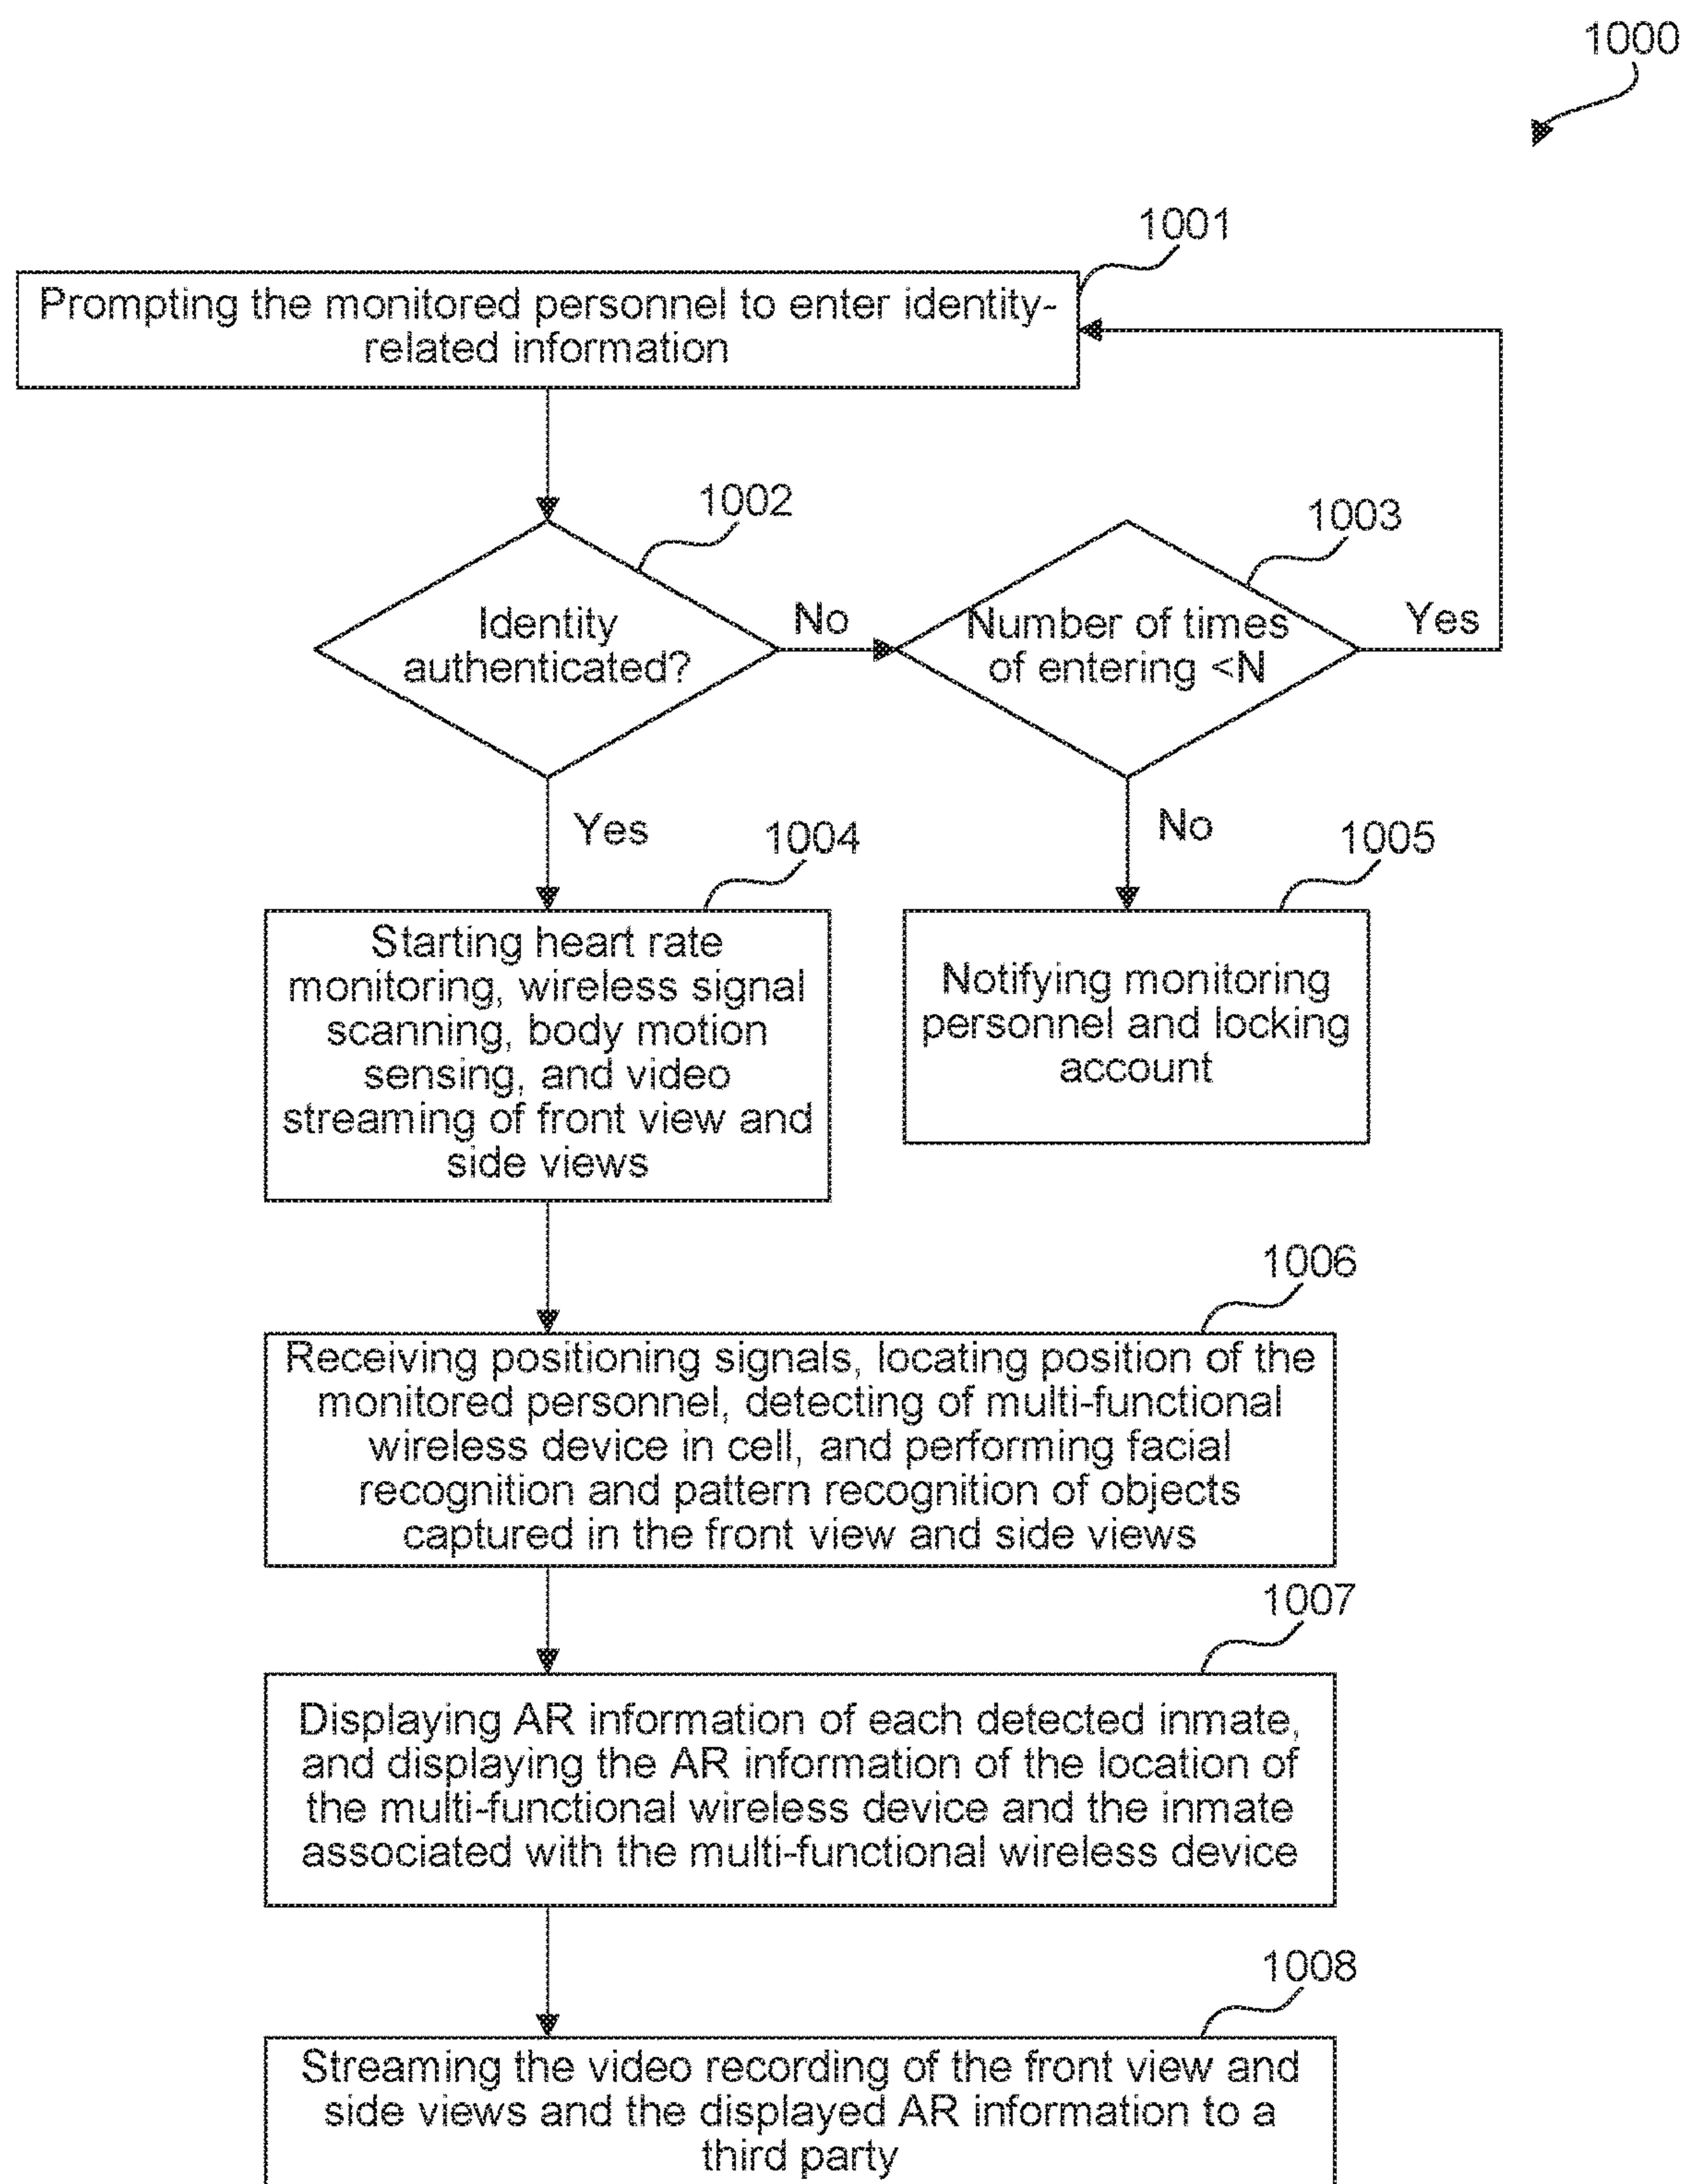 1000
1001
Prompting the monitored personnel to enter identity-
related information
1002
1003
Identity
authenticated?
No
Number of times
of entering <N
Yes
Yes
No
1004
1005
Starting heart rate
monitoring, wireless signal
scanning, body motion
sensing, and video
streaming of front view and
side views
Notifying monitoring
personnel and locking
account
1006
Receiving positioning signals, locating position of the
monitored personnel, detecting of multi-functional
wireless device in cell, and performing facial
recognition and pattern recognition of objects
captured in the front view and side views
1007
Displaying AR information of each detected inmate,
and displaying the AR information of the location of
the multi-functional wireless device and the inmate
associated with the multi-functional wireless device
1008
Streaming the video recording of the front view and
side views and the displayed AR information to a
third party